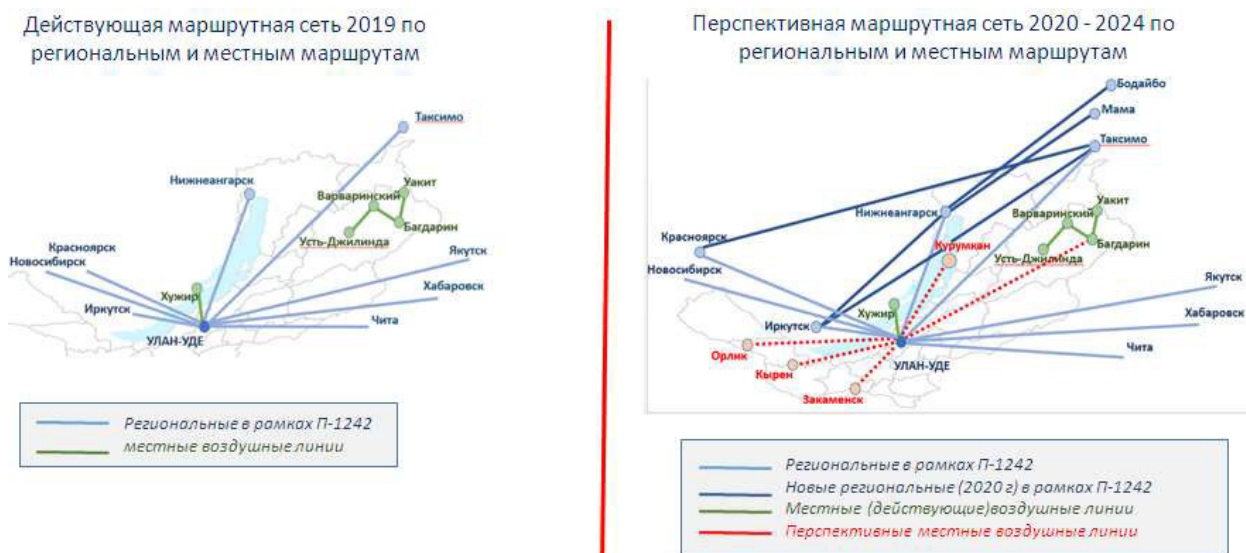 Действующая маршрутная сеть 2019 по
региональным и местным маршрутам
Таксимо
Нижнеангарск
Уакит
Варваринский
Багдарин
Усть-Джилинда
Красноярск
Новосибирск
Якутск
Хужир
Хабаровск
Иркутск
Чита
УЛАН-УДЕ
Региональные в рамках П-1242
местные воздушные линии
Перспективная маршрутная сеть 2020 - 2024 по
региональным и местным маршрутам
Бодайбо
Мама
Таксимо
Нижнеангарск
Уакит
Варваринский
Красноярск
Курумкан
Багдарин
Усть-Джилинда
Новосибирск
Якутск
Хужир
Хабаровск
Иркутск
Чита
Орлик
УЛАН-УДЕ
Кырен
Закаменск
Региональные в рамках П-1242
Новые региональные (2020 г) в рамках П-1242
Местные (действующие)воздушные линии
Перспективные местные воздушные линии